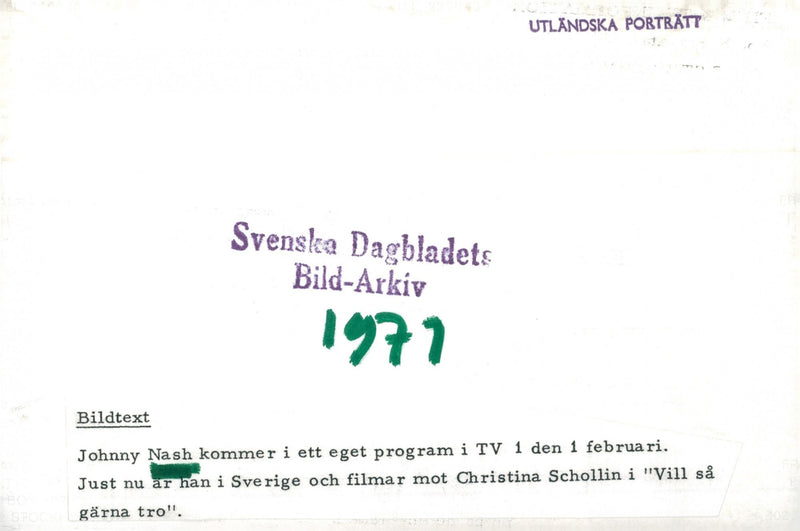 UTLÄNDSKA PORTRÄTT
Svenska Dagbladets
Bild-Arkiv
1971
Bildtext
Johnny Nash kommer i ett eget program i TV 1 den 1 februari.
Just nu är han i Sverige och filmar mot Christina Schollin i "Vill så
gärna tro".